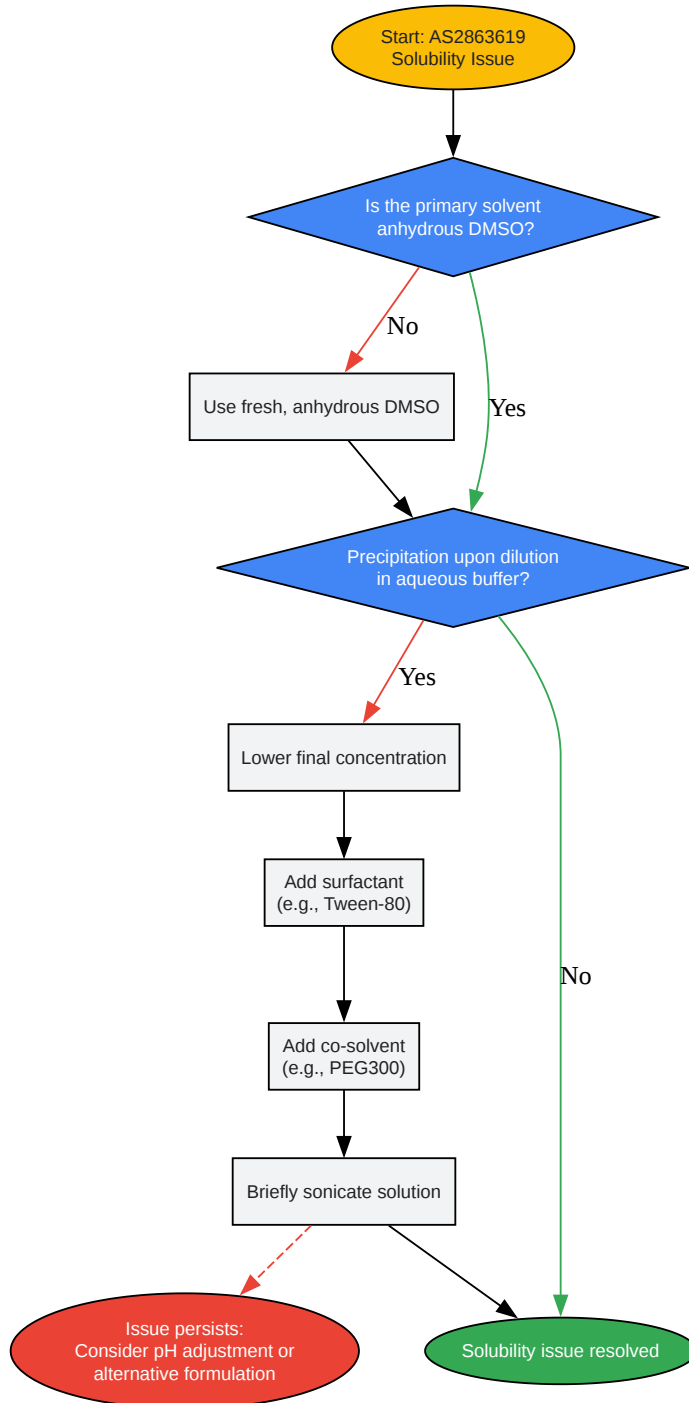 Start: AS2863619
Solubility Issue
Is the primary solvent
anhydrous DMSO?
No
Use fresh, anhydrous DMSO
Yes
Precipitation upon dilution
in aqueous buffer?
Yes
Lower final concentration
Add surfactant
(e.g., Tween-80)
No
Add co-solvent
(e.g., PEG300)
Briefly sonicate solution
Issue persists:
Consider pH adjustment or
alternative formulation
Solubility issue resolved